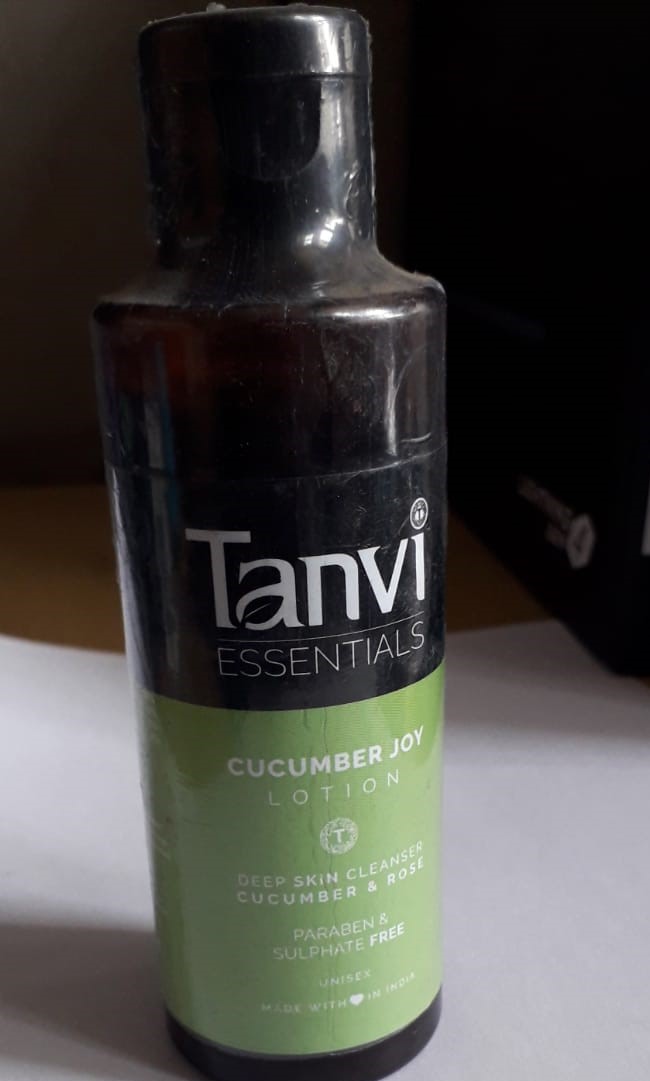 Tanvi
ESSENTIALS
CUCUMBER JOY
LOTION
T
DEEP SKIN CLEANSER
CUCUMBER & ROSE
PARABEN &
SULPHATE FREE
UNISEX
MADE WITH ♥ IN INDIA